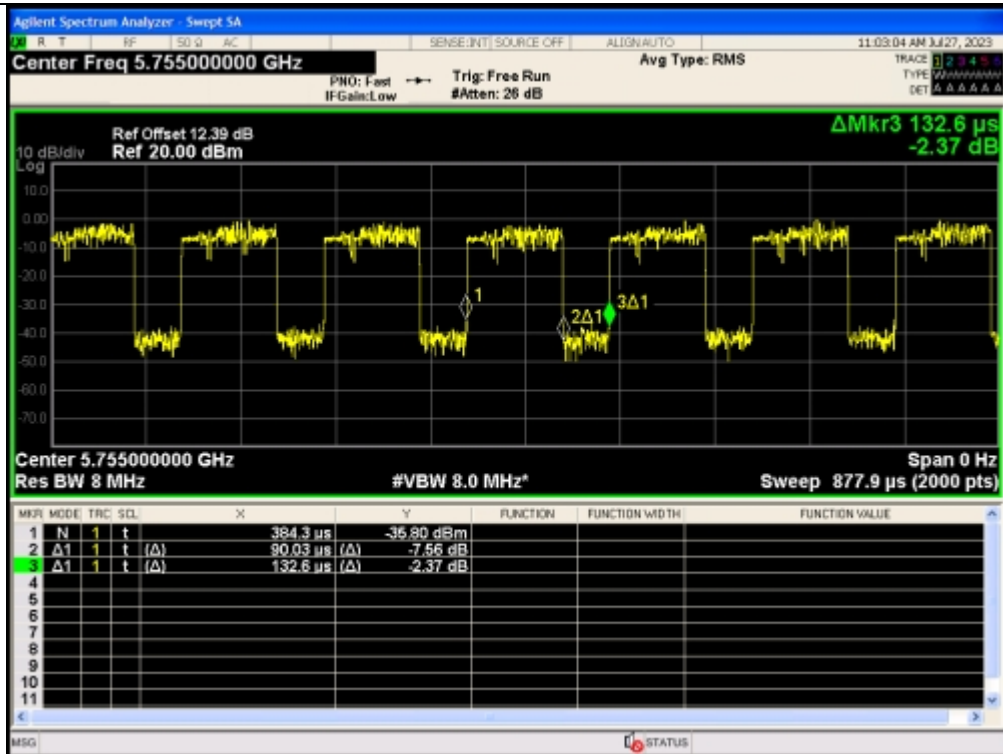 Agilent Spectrum Analyzer - Swept SA
R T RF 50 Ω AC SENSE:INT SOURCE OFF ALIGNAUTO 11:03:04 AM Jul 27, 2023
Center Freq 5.755000000 GHz Avg Type: RMS TRACE 1 2 3 4 5 6
PNO: Fast Trig: Free Run TYPE
IFGain:Low #Atten: 26 dB DET A A A A A A
ΔMkr3 132.6 µs
-2.37 dB
Ref Offset 12.39 dB
10 dB/div Ref 20.00 dBm
Log
10.0
0.00
-10.0
-20.0
-30.0
-40.0
-50.0
-60.0
-70.0
1
2Δ1
3Δ1
Center 5.755000000 GHz Span 0 Hz
Res BW 8 MHz #VBW 8.0 MHz* Sweep 877.9 µs (2000 pts)
MKR MODE TRC SCL X Y FUNCTION FUNCTION WIDTH FUNCTION VALUE
1 N 1 t 384.3 µs -35.80 dBm
2 Δ1 1 t (Δ) 90.03 µs (Δ) -7.56 dB
3 Δ1 1 t (Δ) 132.6 µs (Δ) -2.37 dB
4
5
6
7
8
9
10
11
MSG STATUS